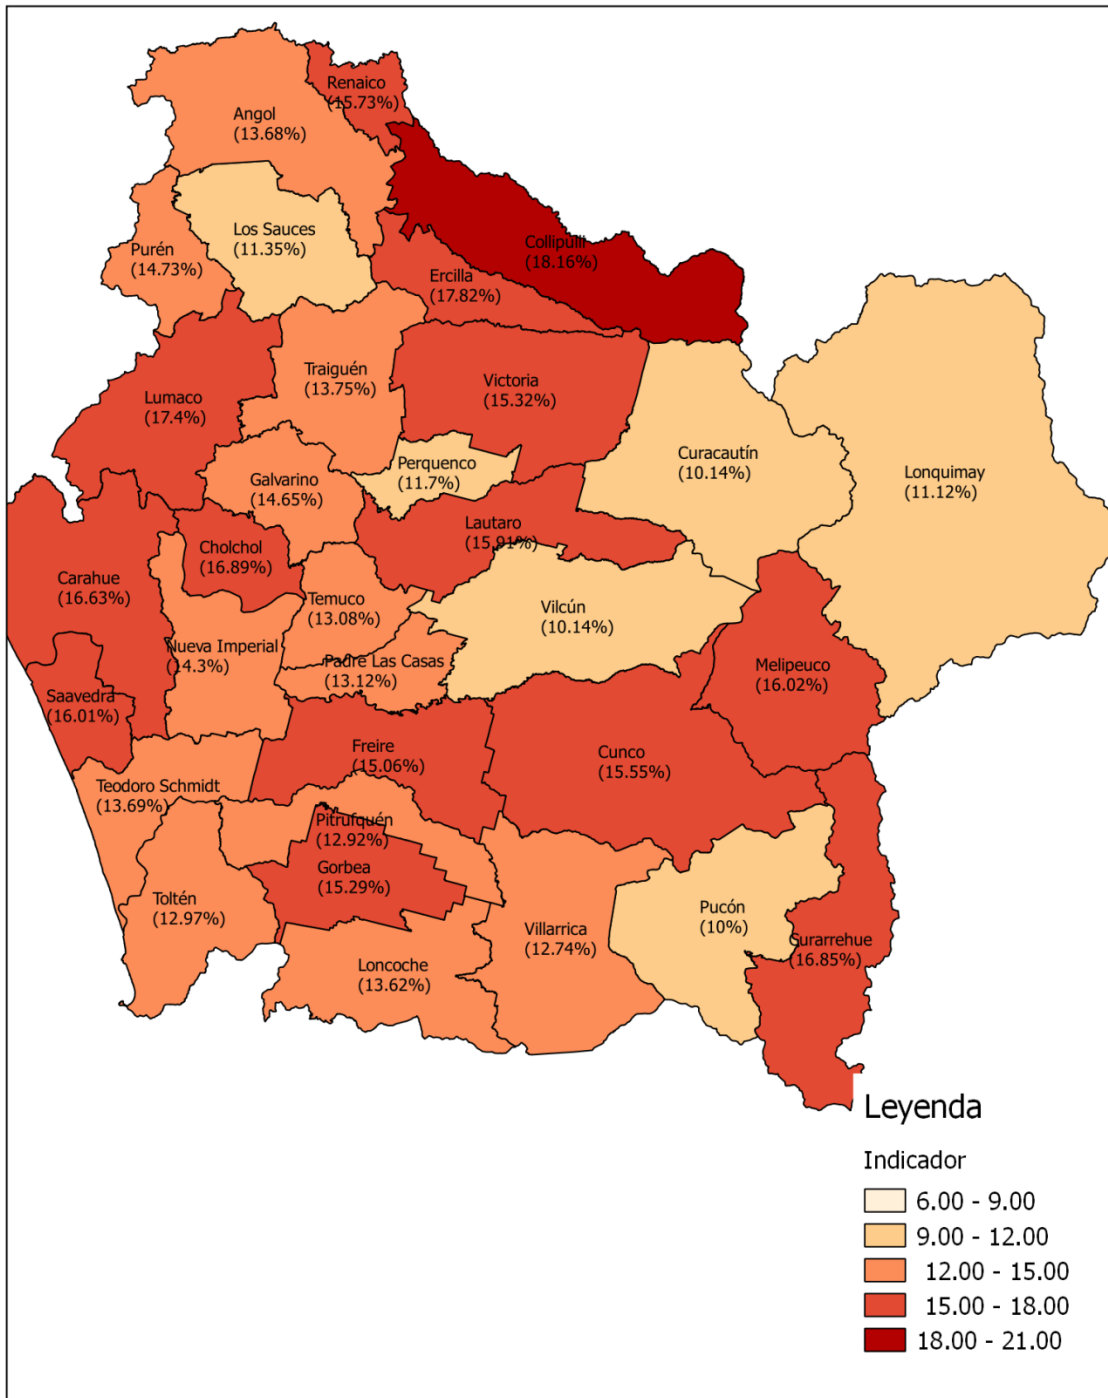 Renaico
(15.73%)
Angol
(13.68%)
Los Sauces
(11.35%)
Purén
(14.73%)
Collipulli
(18.16%)
Ercilla
(17.82%)
Traiguén
(13.75%)
Victoria
(15.32%)
Lumaco
(17.4%)
Curacautín
(10.14%)
Lonquimay
(11.12%)
Perquenco
(11.7%)
Galvarino
(14.65%)
Lautaro
(15.91%)
Cholchol
(16.89%)
Carahue
(16.63%)
Temuco
(13.08%)
Vilcún
(10.14%)
Nueva Imperial
(14.3%)
Padre Las Casas
(13.12%)
Melipeuco
(16.02%)
Saavedra
(16.01%)
Freire
(15.06%)
Cunco
(15.55%)
Teodoro Schmidt
(13.69%)
Pitrufquén
(12.92%)
Gorbea
(15.29%)
Toltén
(12.97%)
Pucón
(10%)
Villarrica
(12.74%)
Curarrehue
(16.85%)
Loncoche
(13.62%)
Leyenda
Indicador
6.00 - 9.00
9.00 - 12.00
12.00 - 15.00
15.00 - 18.00
18.00 - 21.00